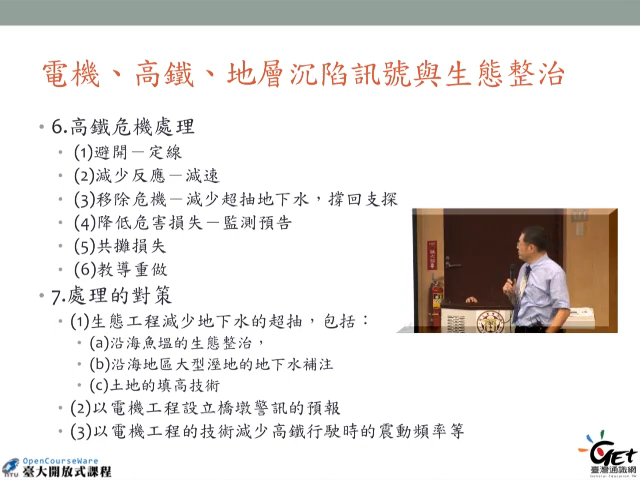 電機、高鐵、地層沉陷訊號與生態整治
• 6.高鐵危機處理
• (1)避開－定線
• (2)減少反應－減速
• (3)移除危機－減少超抽地下水，撐回支探
• (4)降低危害損失－監測預告
• (5)共攤損失
• (6)教導重做
• 7.處理的對策
• (1)生態工程減少地下水的超抽，包括：
• (a)沿海魚塭的生態整治，
• (b)沿海地區大型溼地的地下水補注
• (c)土地的填高技術
• (2)以電機工程設立橋墩警訊的預報
• (3)以電機工程的技術減少高鐵行駛時的震動頻率等
OpenCourseWare
NTU 臺大開放式課程
GET
臺灣通識網